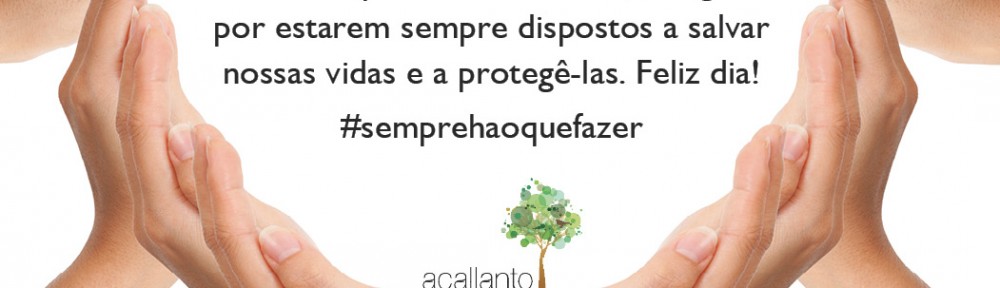 por estarem sempre dispostos a salvar
nossas vidas e a protegê-las. Feliz dia!
#semprehaoquefazer
acallanto